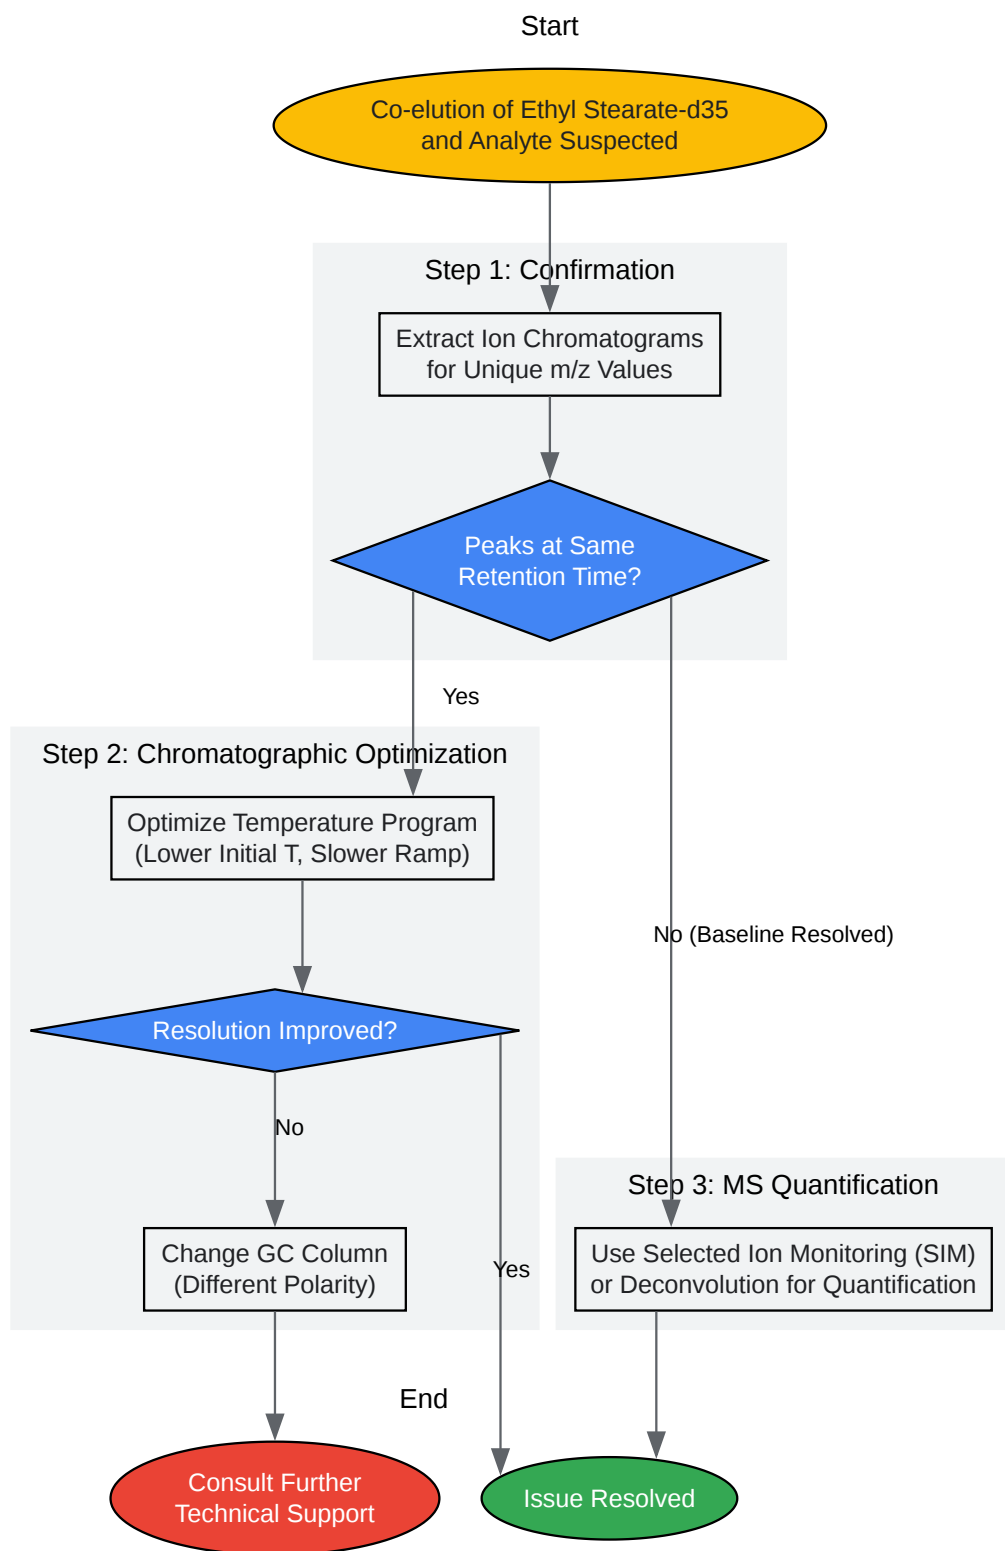 Start
Co-elution of Ethyl Stearate-d35
and Analyte Suspected
Step 1: Confirmation
Extract Ion Chromatograms
for Unique m/z Values
Peaks at Same
Retention Time?
Yes
Step 2: Chromatographic Optimization
Optimize Temperature Program
(Lower Initial T, Slower Ramp)
No (Baseline Resolved)
Resolution Improved?
No
Step 3: MS Quantification
Change GC Column
(Different Polarity)
Yes
Use Selected Ion Monitoring (SIM)
or Deconvolution for Quantification
End
Consult Further
Technical Support
Issue Resolved